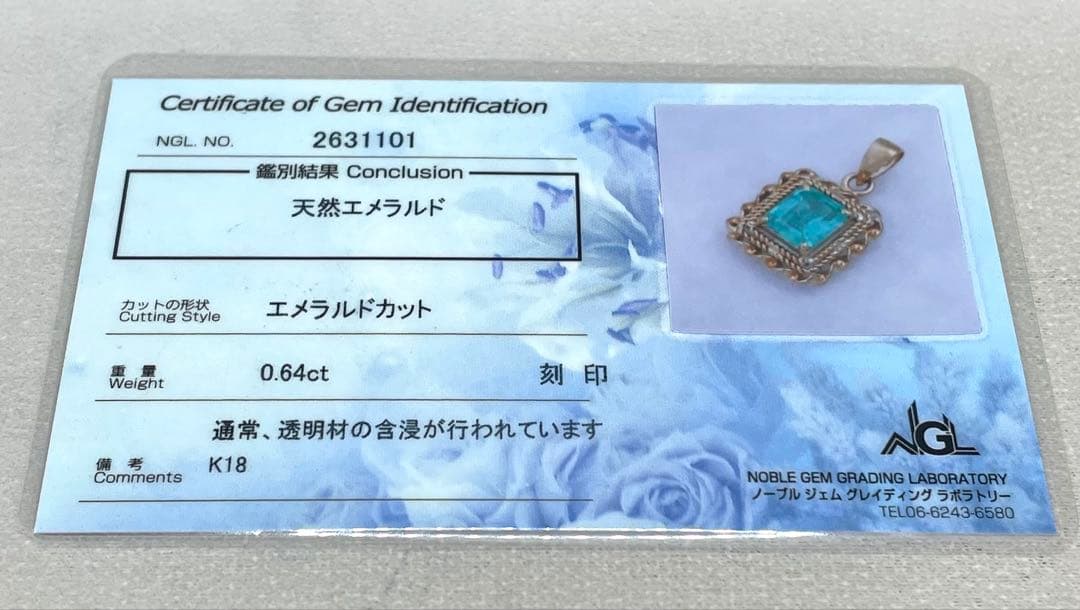 Certificate of Gem Identification
NGL. NO. 2631101
鑑別結果 Conclusion
天然エメラルド
カットの形状 エメラルドカット
Cutting Style
重量 0.64ct 刻印
Weight
通常、透明材の含浸が行われています
備考 K18
Comments
NGL
NOBLE GEM GRADING LABORATORY
ノーブル ジェム グレイディング ラボラトリー
TEL06-6243-6580